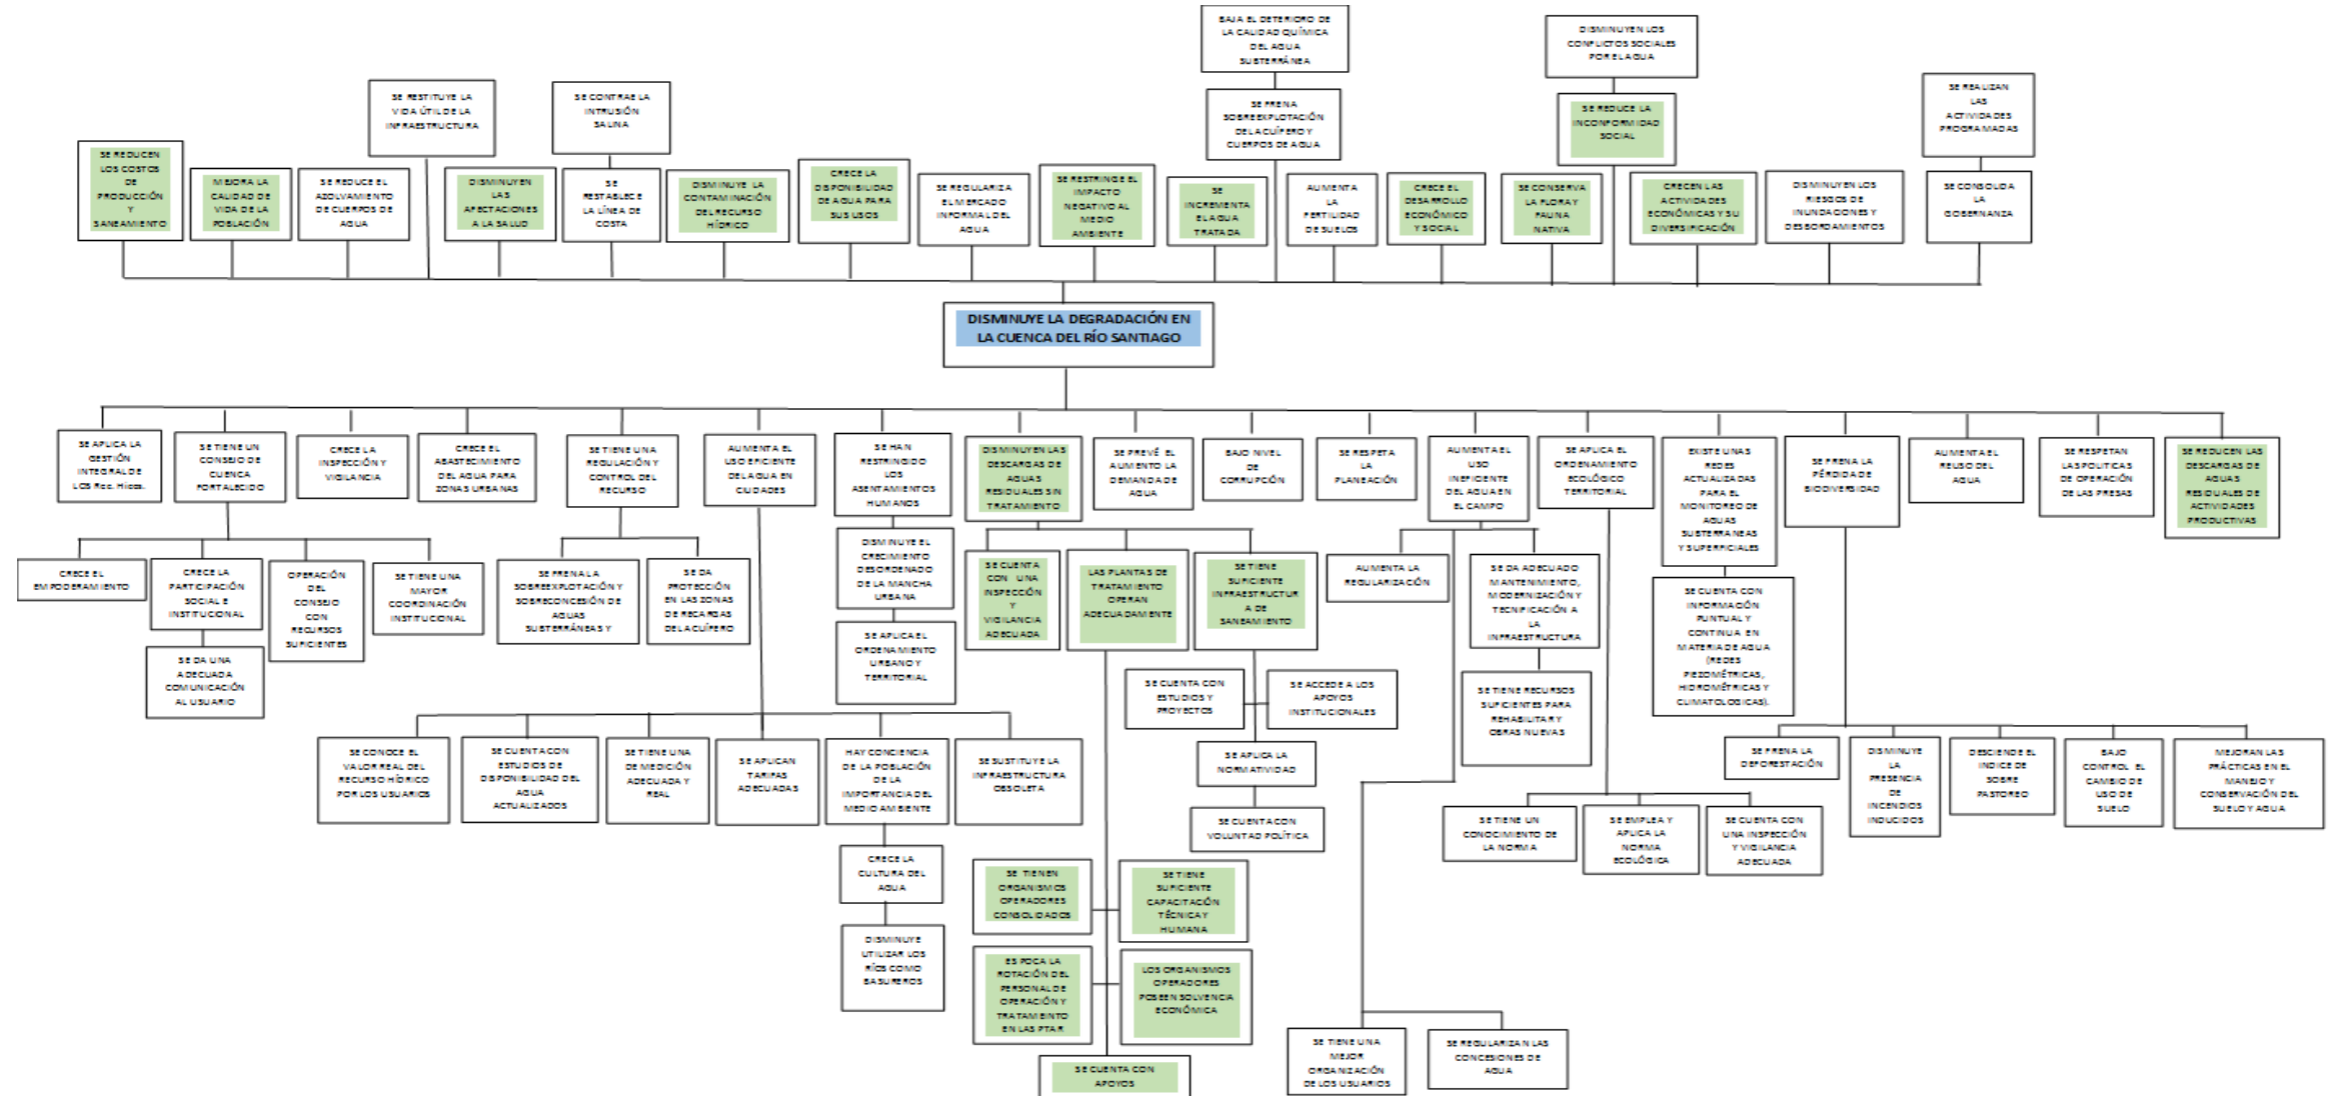 BAJA EL DETERIORO DE
LA CALIDAD QUÍMICA
DEL AGUA
SUBTERRÁNEA
DISMINUYEN LOS
CONFLICTOS SOCIALES
POR EL AGUA
SE RESTITUYE LA
VIDA ÚTIL DE LA
INFRAESTRUCTURA
SE CONTRAE LA
INTRUSIÓN
SALINA
SE FRENA
SOBREEXPLOTACIÓN
DEL ACUÍFERO Y
CUERPOS DE AGUA
SE REDUCE LA
INCONFORMIDAD
SOCIAL
SE REALIZAN
LAS
ACTIVIDADES
PROGRAMADAS
SE REDUCEN
LOS COSTOS
DE
PRODUCCIÓN
Y
SANEAMIENTO
MEJORA LA
CALIDAD DE
VIDA DE LA
POBLACIÓN
SE REDUCE EL
AZOLVAMIENTO
DE CUERPOS DE
AGUA
DISMINUYEN
LAS
AFECTACIONES
A LA SALUD
SE
RESTABLECE
LA LÍNEA DE
COSTA
DISMINUYE LA
CONTAMINACIÓN
DEL RECURSO
HÍDRICO
CRECE LA
DISPONIBILIDAD
DE AGUA PARA
SUS USOS
SE REGULARIZA
EL MERCADO
INFORMAL DEL
AGUA
SE RESTRINGE EL
IMPACTO
NEGATIVO AL
MEDIO
AMBIENTE
SE
INCREMENTA
EL AGUA
TRATADA
AUMENTA
LA
FERTILIDAD
DE SUELOS
CRECE EL
DESARROLLO
ECONÓMICO
Y SOCIAL
SE CONSERVA
LA FLORA Y
FAUNA
NATIVA
CRECEN LAS
ACTIVIDADES
ECONÓMICAS Y SU
DIVERSIFICACIÓN
DISMINUYEN LOS
RIESGOS DE
INUNDACIONES Y
DESBORDAMIENTOS
SE CONSOLIDA
LA
GOBERNANZA
DISMINUYE LA DEGRADACIÓN EN
LA CUENCA DEL RÍO SANTIAGO
SE APLICA LA
GESTIÓN
INTEGRAL DE
LOS Rec. Hicos.
SE TIENE UN
CONSEJO DE
CUENCA
FORTALECIDO
CRECE LA
INSPECCIÓN Y
VIGILANCIA
CRECE EL
ABASTECIMIENTO
DEL AGUA PARA
ZONAS URBANAS
SE TIENE UNA
REGULACIÓN Y
CONTROL DEL
RECURSO
AUMENTA EL
USO EFICIENTE
DEL AGUA EN
CIUDADES
SE HAN
RESTRINGIDO
LOS
ASENTAMIENTOS
HUMANOS
DISMINUYEN LAS
DESCARGAS DE
AGUAS
RESIDUALES SIN
TRATAMIENTO
SE PREVÉ EL
AUMENTO LA
DEMANDA DE
AGUA
BAJO NIVEL
DE
CORRUPCIÓN
SE RESPETA
LA
PLANEACIÓN
AUMENTA EL
USO
INEFICIENTE
DEL AGUA EN
EL CAMPO
SE APLICA EL
ORDENAMIENTO
ECOLÓGICO
TERRITORIAL
EXISTE UNAS
REDES
ACTUALIZADAS
PARA EL
MONITOREO DE
AGUAS
SUBTERRANEAS
Y SUPERFICIALES
SE FRENA LA
PÉRDIDA DE
BIODIVERSIDAD
AUMENTA EL
REUSO DEL
AGUA
SE RESPETAN
LAS POLITICAS
DE OPERACIÓN
DE LAS PRESAS
SE REDUCEN LAS
DESCARGAS DE
AGUAS
RESIDUALES DE
ACTIVIDADES
PRODUCTIVAS
CRECE EL
EMPODERAMIENTO
CRECE LA
PARTICIPACIÓN
SOCIAL E
INSTITUCIONAL
OPERACIÓN
DEL
CONSEJO
CON
RECURSOS
SUFICIENTES
SE TIENE UNA
MAYOR
COORDINACIÓN
INSTITUCIONAL
SE FRENA LA
SOBREEXPLOTACIÓN Y
SOBRECONCESIÓN DE
AGUAS
SUBTERRÁNEAS Y
SE DA
PROTECCIÓN
EN LAS ZONAS
DE RECARGAS
DEL ACUÍFERO
DISMINUYE EL
CRECIMIENTO
DESORDENADO
DE LA MANCHA
URBANA
SE CUENTA
CON UNA
INSPECCIÓN
Y
VIGILANCIA
ADECUADA
LAS PLANTAS DE
TRATAMIENTO
OPERAN
ADECUADAMENTE
SE TIENE
SUFICIENTE
INFRAESTRUCTUR
A DE
SANEAMIENTO
AUMENTA LA
REGULARIZACIÓN
SE DA ADECUADO
MANTENIMIENTO,
MODERNIZACIÓN Y
TECNIFICACIÓN A
LA
INFRAESTRUCTURA
SE CUENTA CON
INFORMACIÓN
PUNTUAL Y
CONTINUA EN
MATERIA DE AGUA
(REDES
PIEZOMÉTRICAS,
HIDROMÉTRICAS Y
CLIMATOLOGICAS).
SE DA UNA
ADECUADA
COMUNICACIÓN
AL USUARIO
SE APLICA EL
ORDENAMIENTO
URBANO Y
TERRITORIAL
SE CUENTA CON
ESTUDIOS Y
PROYECTOS
SE ACCEDE A LOS
APOYOS
INSTITUCIONALES
SE TIENE RECURSOS
SUFICIENTES PARA
REHABILITAR Y
OBRAS NUEVAS
SE CONOCE EL
VALOR REAL DEL
RECURSO HÍDRICO
POR LOS USUARIOS
SE CUENTA CON
ESTUDIOS DE
DISPONIBILIDAD DEL
AGUA
ACTUALIZADOS
SE TIENE UNA
DE MEDICIÓN
ADECUADA Y
REAL
SE APLICAN
TARIFAS
ADECUADAS
HAY CONCIENCIA
DE LA POBLACIÓN
DE LA
IMPORTANCIA DEL
MEDIO AMBIENTE
SE SUSTITUYE LA
INFRAESTRUCTURA
OBSOLETA
SE APLICA LA
NORMATIVIDAD
SE FRENA LA
DEFORESTACIÓN
DISMINUYE
LA
PRESENCIA
DE
INCENDIOS
INDUCIDOS
DESCIENDE EL
INDICE DE
SOBRE
PASTOREO
BAJO
CONTROL EL
CAMBIO DE
USO DE
SUELO
MEJORAN LAS
PRÁCTICAS EN EL
MANEJO Y
CONSERVACIÓN DEL
SUELO Y AGUA
SE CUENTA CON
VOLUNTAD POLÍTICA
SE TIENE UN
CONOCIMIENTO DE
LA NORMA
SE EMPLEA Y
APLICA LA
NORMA
ECOLÓGICA
SE CUENTA CON
UNA INSPECCIÓN
Y VIGILANCIA
ADECUADA
CRECE LA
CULTURA DEL
AGUA
SE TIENEN
ORGANISMOS
OPERADORES
CONSOLIDADOS
SE TIENE
SUFICIENTE
CAPACITACIÓN
TÉCNICA Y
HUMANA
DISMINUYE
UTILIZAR LOS
RÍOS COMO
BASUREROS
ES POCA LA
ROTACIÓN DEL
PERSONAL DE
OPERACIÓN Y
TRATAMEINTO
EN LAS PTAR
LOS ORGANISMOS
OPERADORES
POSEEN SOLVENCIA
ECONÓMICA
SE TIENE UNA
MEJOR
ORGANIZACIÓN
DE LOS USUARIOS
SE REGULARIZAN LAS
CONCESIONES DE
AGUA
SE CUENTA CON
APOYOS